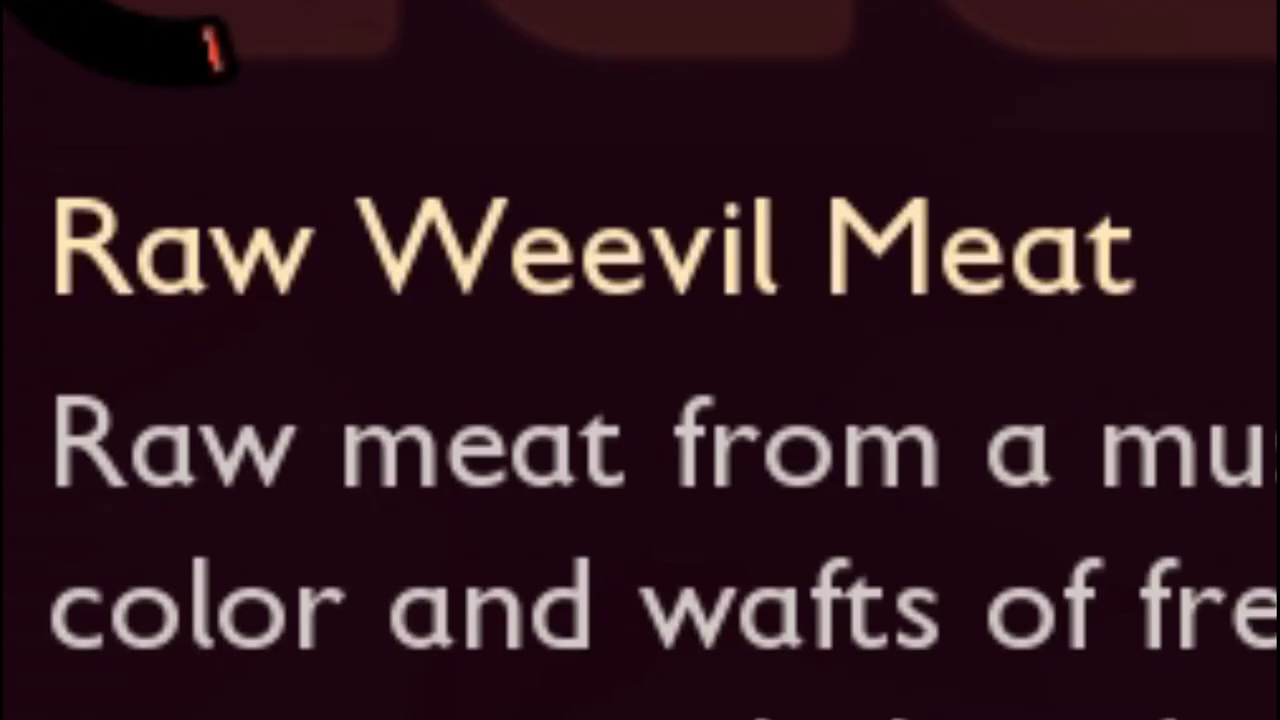 Raw Weevil Meat
Raw meat from a
color and wafts of